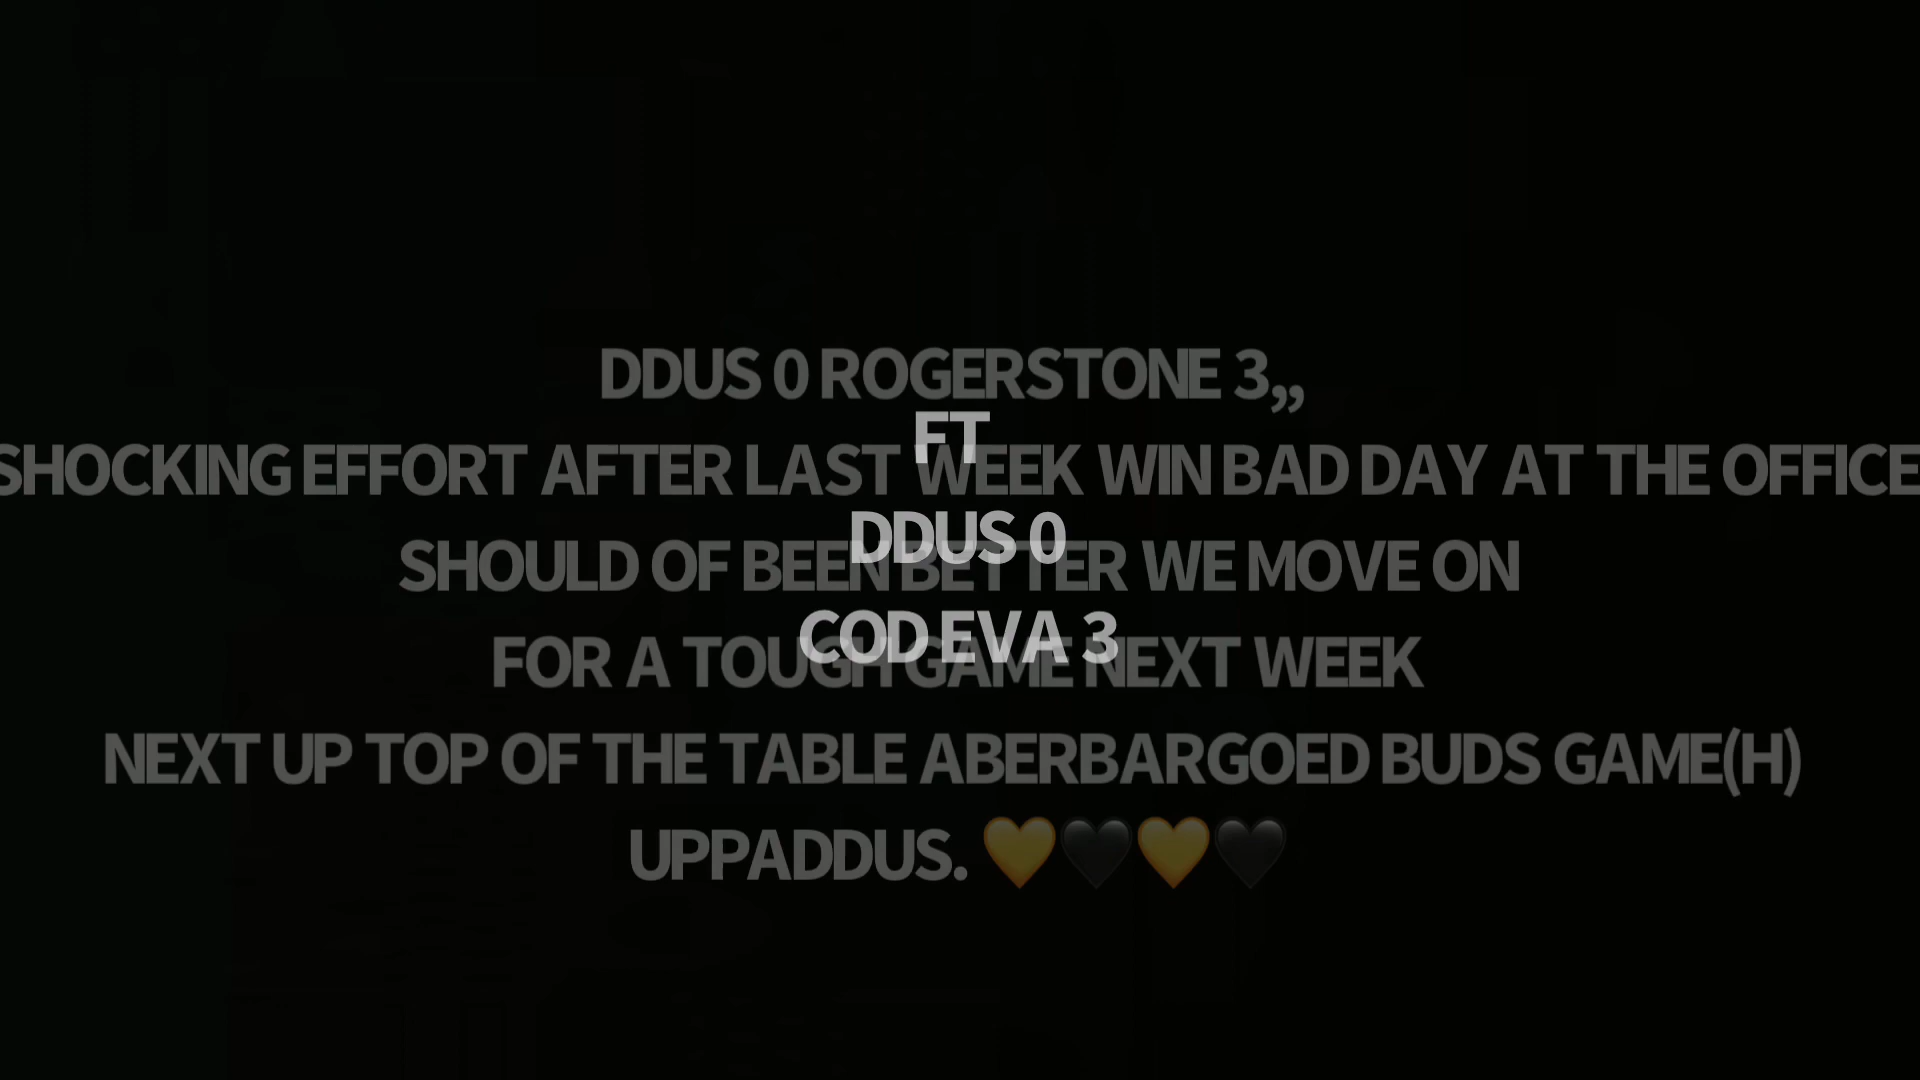 DDUS 0 ROGERSTONE 3,,
FT
SHOCKING EFFORT AFTER LAST WEEK WIN BAD DAY AT THE OFFICE
DDUS 0
SHOULD OF BEEN BETTER WE MOVE ON
COD EVA 3
FOR A TOUGH GAME NEXT WEEK
NEXT UP TOP OF THE TABLE ABERBARGOED BUDS GAME(H)
UPPADDUS. 💛🖤💛🖤